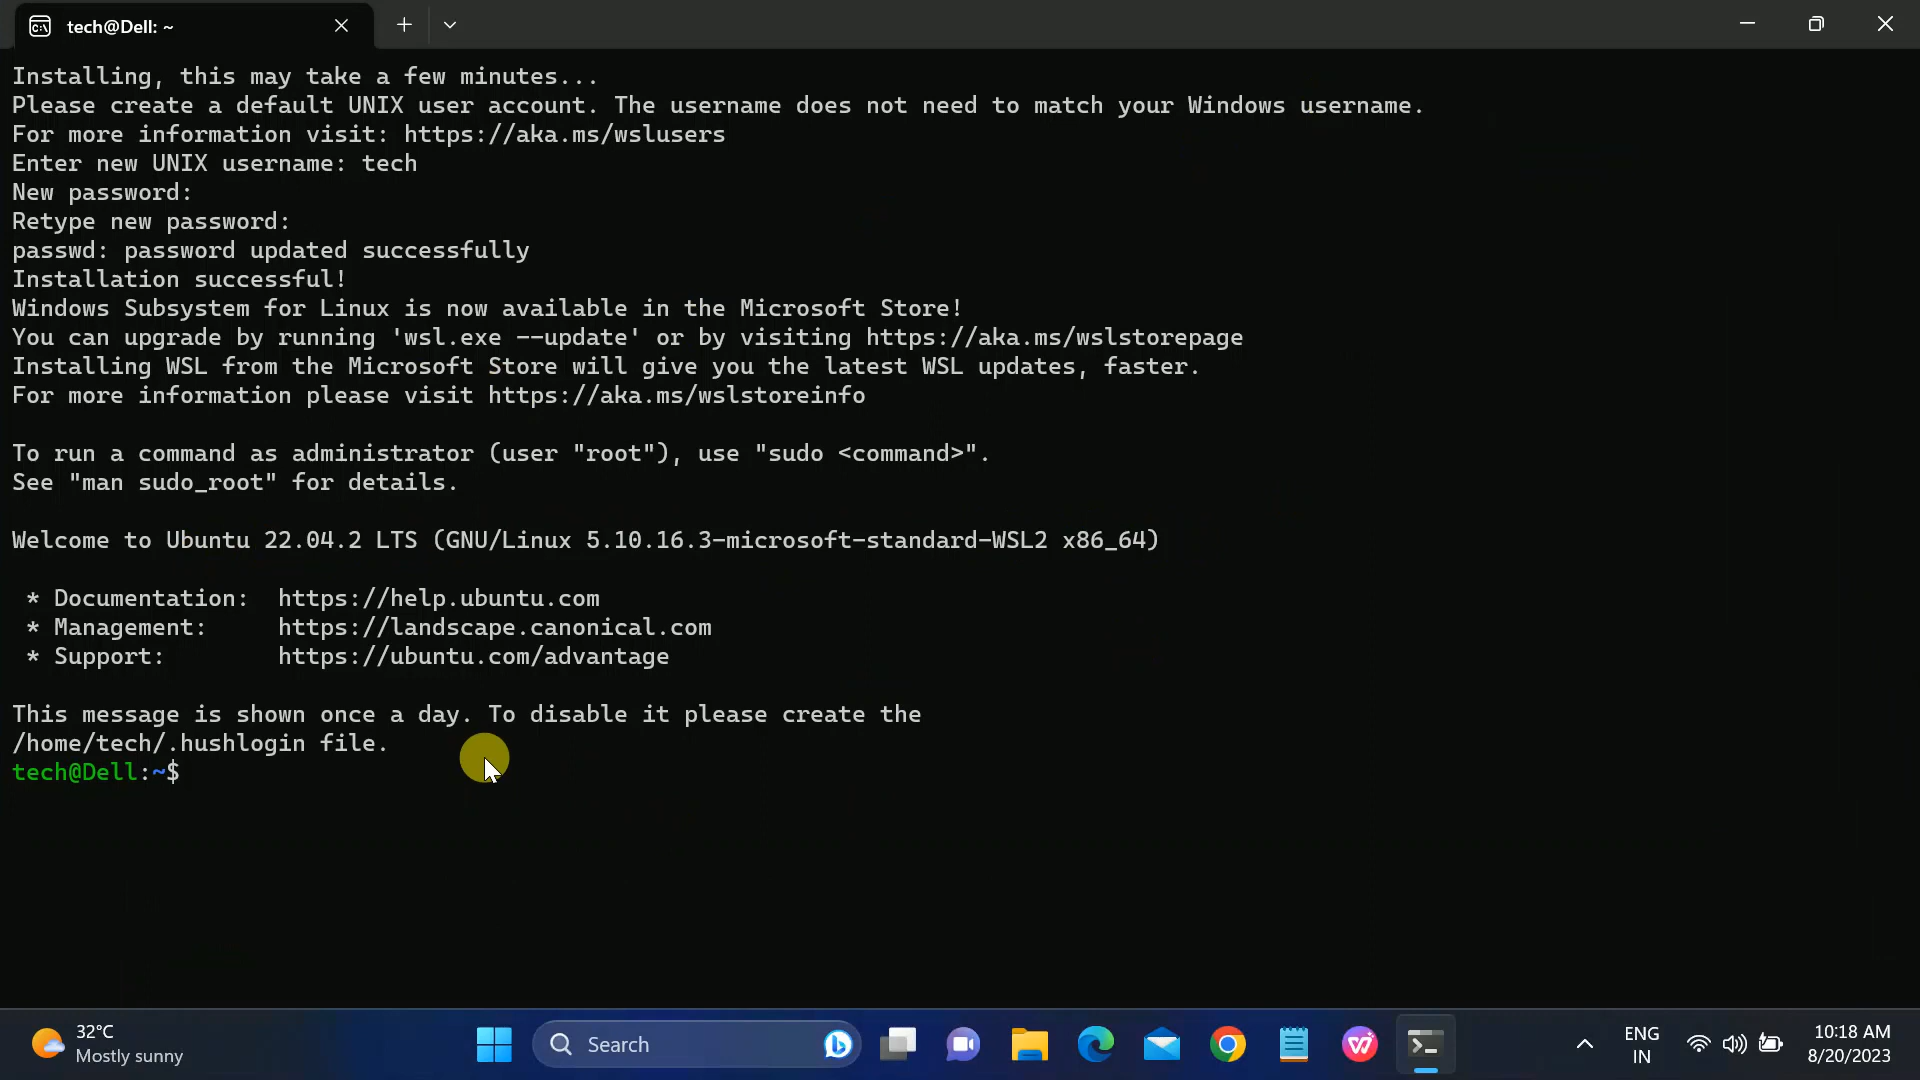 tech@Dell: ~
Installing, this may take a few minutes...
Please create a default UNIX user account. The username does not need to match your Windows username.
For more information visit: https://aka.ms/wslusers
Enter new UNIX username: tech
New password:
Retype new password:
passwd: password updated successfully
Installation successful!
Windows Subsystem for Linux is now available in the Microsoft Store!
You can upgrade by running 'wsl.exe --update' or by visiting https://aka.ms/wslstorepage
Installing WSL from the Microsoft Store will give you the latest WSL updates, faster.
For more information please visit https://aka.ms/wslstoreinfo
To run a command as administrator (user "root"), use "sudo <command>".
See "man sudo_root" for details.
Welcome to Ubuntu 22.04.2 LTS (GNU/Linux 5.10.16.3-microsoft-standard-WSL2 x86_64)
* Documentation:  https://help.ubuntu.com
* Management:     https://landscape.canonical.com
* Support:        https://ubuntu.com/advantage
This message is shown once a day. To disable it please create the
/home/tech/.hushlogin file.
tech@Dell:~$
32°C
Mostly sunny
Search
ENG
IN
10:18 AM
8/20/2023